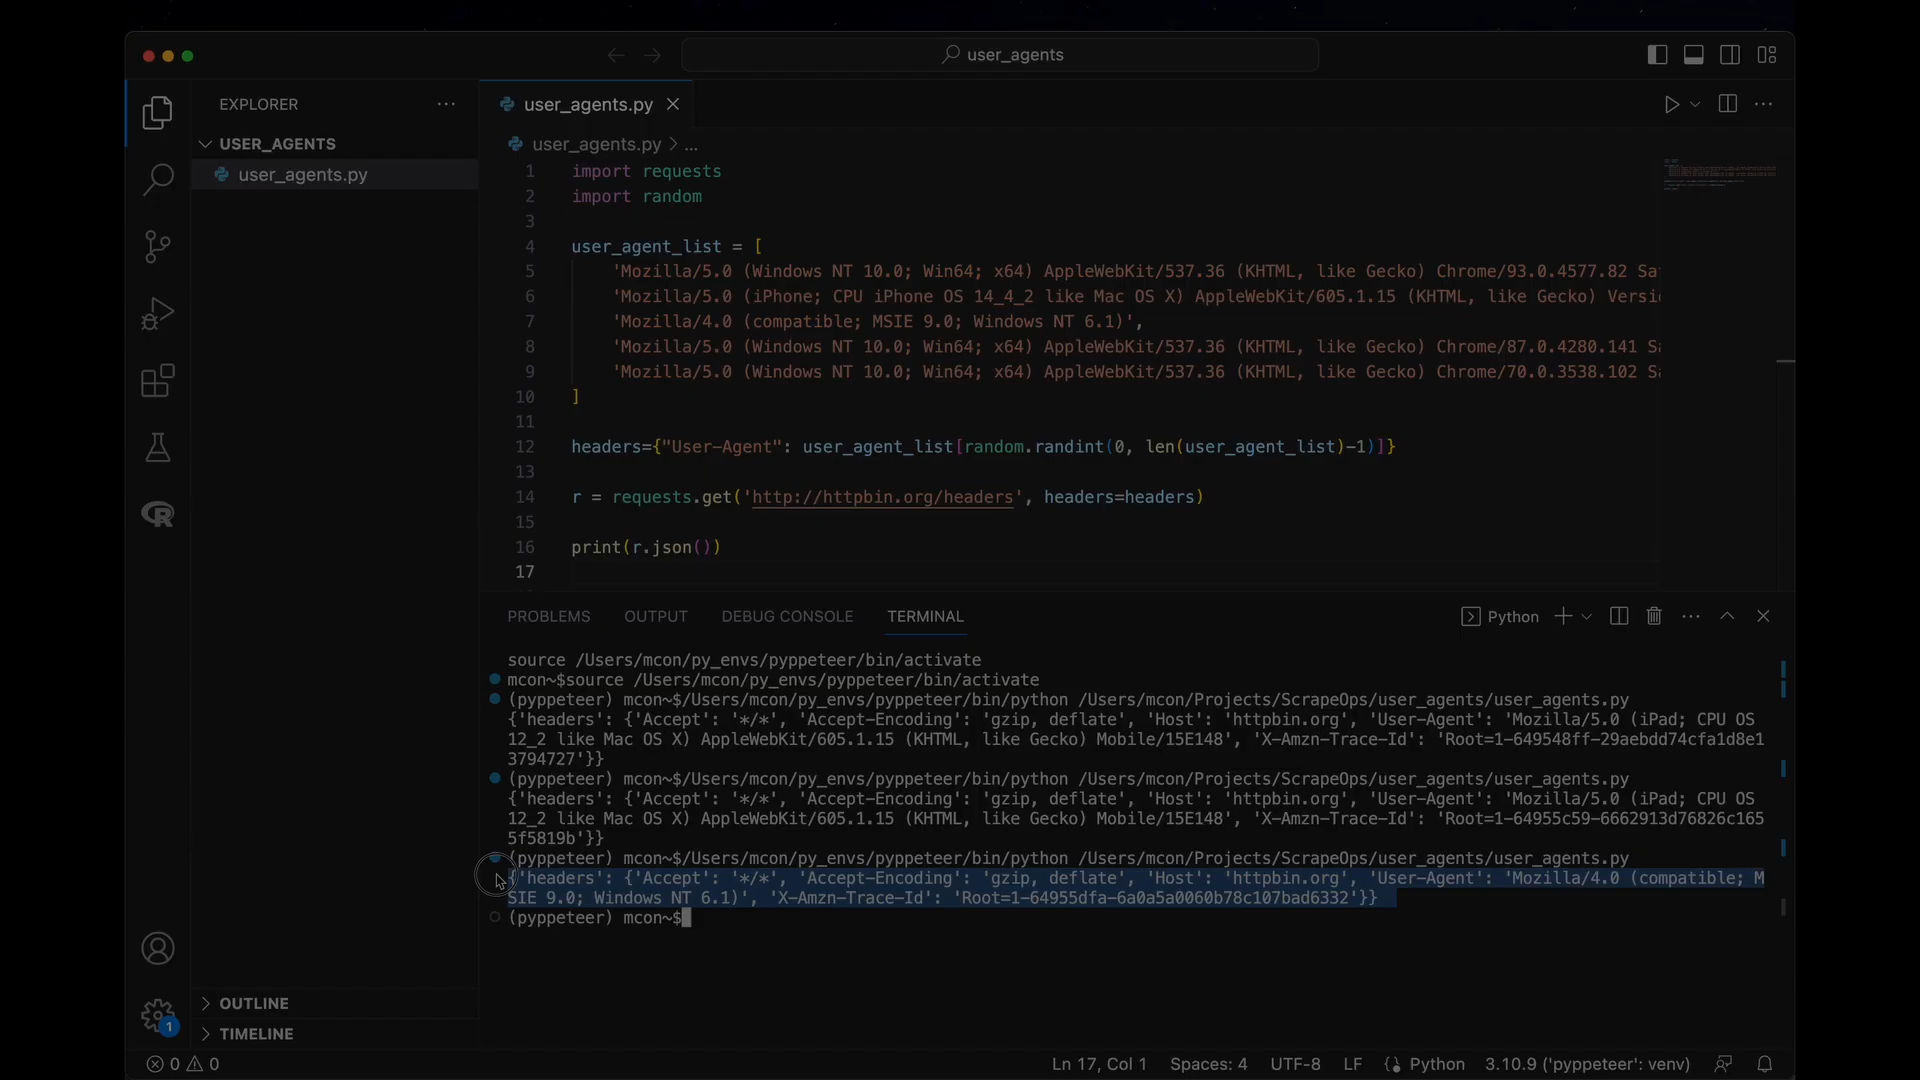 user_agents
EXPLORER
USER_AGENTS
user_agents.py
user_agents.py
user_agents.py > ...
1 import requests
2 import random
3
4 user_agent_list = [
5 'Mozilla/5.0 (Windows NT 10.0; Win64; x64) AppleWebKit/537.36 (KHTML, like Gecko) Chrome/93.0.4577.82 Sa
6 'Mozilla/5.0 (iPhone; CPU iPhone OS 14_4_2 like Mac OS X) AppleWebKit/605.1.15 (KHTML, like Gecko) Versi
7 'Mozilla/4.0 (compatible; MSIE 9.0; Windows NT 6.1)',
8 'Mozilla/5.0 (Windows NT 10.0; Win64; x64) AppleWebKit/537.36 (KHTML, like Gecko) Chrome/87.0.4280.141 Sa
9 'Mozilla/5.0 (Windows NT 10.0; Win64; x64) AppleWebKit/537.36 (KHTML, like Gecko) Chrome/70.0.3538.102 Sa
10 ]
11
12 headers={"User-Agent": user_agent_list[random.randint(0, len(user_agent_list)-1)]}
13
14 r = requests.get('http://httpbin.org/headers', headers=headers)
15
16 print(r.json())
17
PROBLEMS OUTPUT DEBUG CONSOLE TERMINAL Python
source /Users/mcon/py_envs/pyppeteer/bin/activate
mcon~$source /Users/mcon/py_envs/pyppeteer/bin/activate
(pyppeteer) mcon~$/Users/mcon/py_envs/pyppeteer/bin/python /Users/mcon/Projects/ScrapeOps/user_agents/user_agents.py
{'headers': {'Accept': '*/*', 'Accept-Encoding': 'gzip, deflate', 'Host': 'httpbin.org', 'User-Agent': 'Mozilla/5.0 (iPad; CPU OS
12_2 like Mac OS X) AppleWebKit/605.1.15 (KHTML, like Gecko) Mobile/15E148', 'X-Amzn-Trace-Id': 'Root=1-649548ff-29aebdd74cfa1d8e1
3794727'}}
(pyppeteer) mcon~$/Users/mcon/py_envs/pyppeteer/bin/python /Users/mcon/Projects/ScrapeOps/user_agents/user_agents.py
{'headers': {'Accept': '*/*', 'Accept-Encoding': 'gzip, deflate', 'Host': 'httpbin.org', 'User-Agent': 'Mozilla/5.0 (iPad; CPU OS
12_2 like Mac OS X) AppleWebKit/605.1.15 (KHTML, like Gecko) Mobile/15E148', 'X-Amzn-Trace-Id': 'Root=1-64955c59-6662913d76826c165
5f5819b'}}
(pyppeteer) mcon~$/Users/mcon/py_envs/pyppeteer/bin/python /Users/mcon/Projects/ScrapeOps/user_agents/user_agents.py
{'headers': {'Accept': '*/*', 'Accept-Encoding': 'gzip, deflate', 'Host': 'httpbin.org', 'User-Agent': 'Mozilla/4.0 (compatible; M
SIE 9.0; Windows NT 6.1)', 'X-Amzn-Trace-Id': 'Root=1-64955dfa-6a0a5a0060b78c107bad6332'}}
(pyppeteer) mcon~$
OUTLINE
1
TIMELINE
0 0 Ln 17, Col 1 Spaces: 4 UTF-8 LF Python 3.10.9 ('pyppeteer': venv)